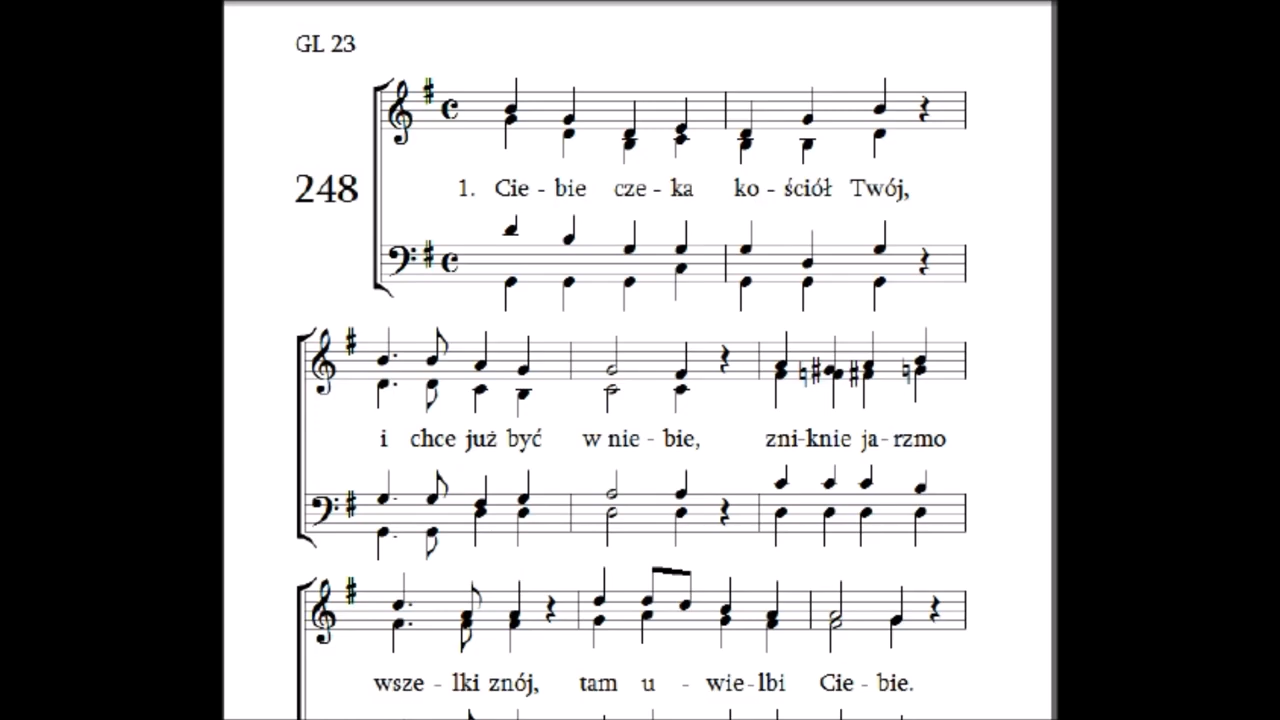 GL 23
248
1. Cie - bie cze - ka ko - ściół Twój,
i chce już być w nie - bie, zni-knie ja-rzmo
wsze - lki znój, tam u - wie-lbi Cie - bie.